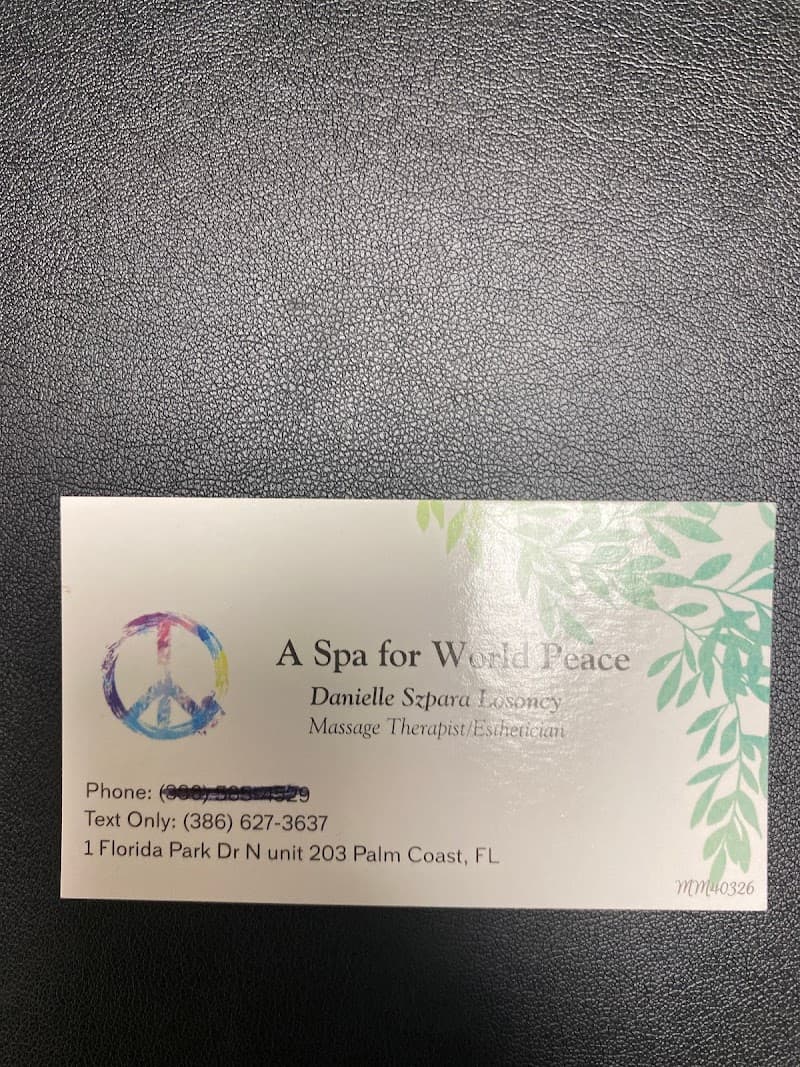 A Spa for World Peace
Danielle Szpara Losoncy
Massage Therapist/Esthetician
Phone:
Text Only: (386) 627-3637
1 Florida Park Dr N unit 203 Palm Coast, FL
MM40326